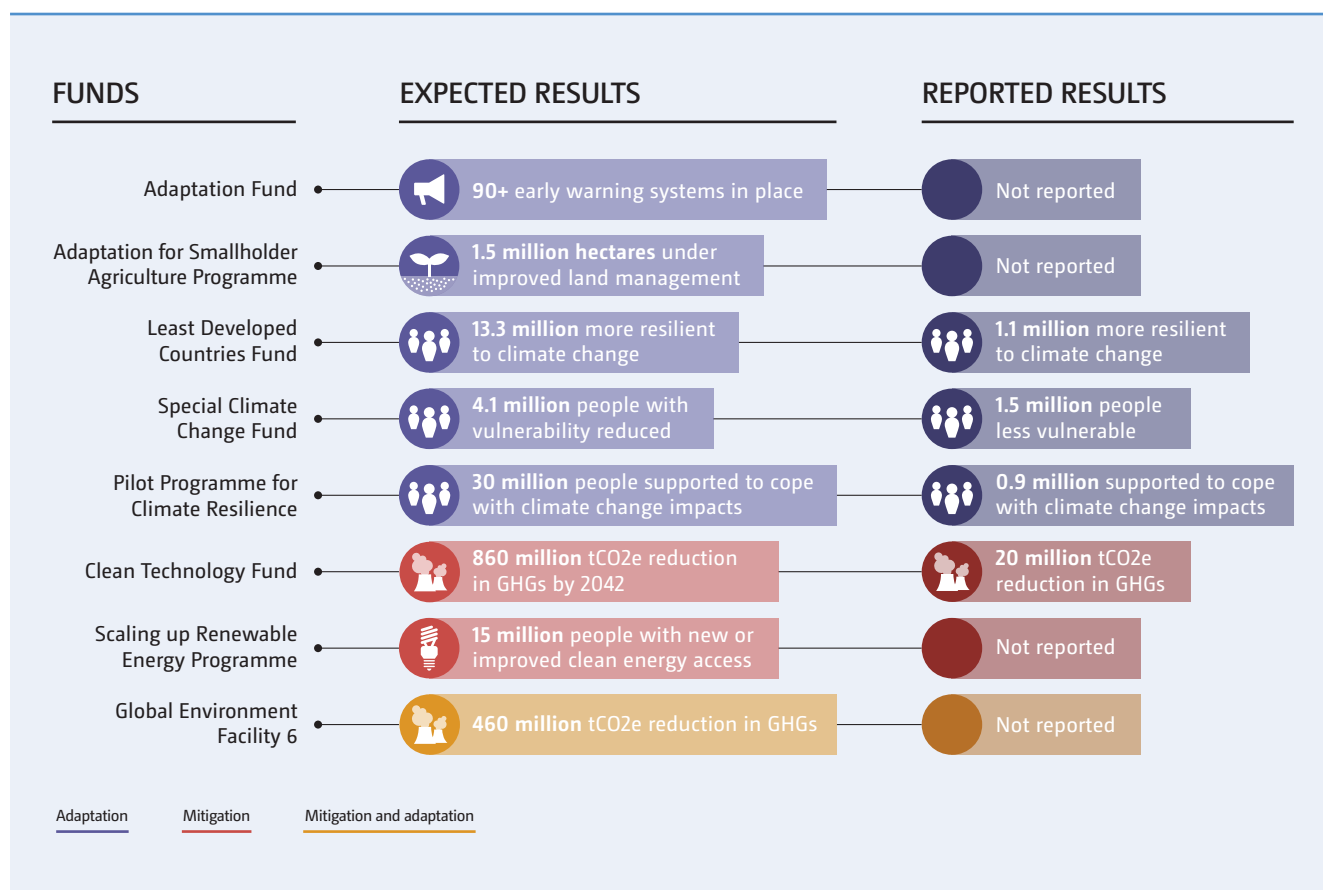 FUNDS
EXPECTED RESULTS
REPORTED RESULTS
Adaptation Fund
90+ early warning systems in place
Not reported
Adaptation for Smallholder
Agriculture Programme
1.5 million hectares under
improved land management
Not reported
Least Developed
Countries Fund
13.3 million more resilient
to climate change
1.1 million more resilient
to climate change
Special Climate
Change Fund
4.1 million people with
vulnerability reduced
1.5 million people
less vulnerable
Pilot Programme for
Climate Resilience
30 million people supported to cope
with climate change impacts
0.9 million supported to cope
with climate change impacts
Clean Technology Fund
860 million tCO2e reduction
in GHGs by 2042
20 million tCO2e
reduction in GHGs
Scaling up Renewable
Energy Programme
15 million people with new or
improved clean energy access
Not reported
Global Environment
Facility 6
460 million tCO2e reduction in GHGs
Not reported
Adaptation
Mitigation
Mitigation and adaptation